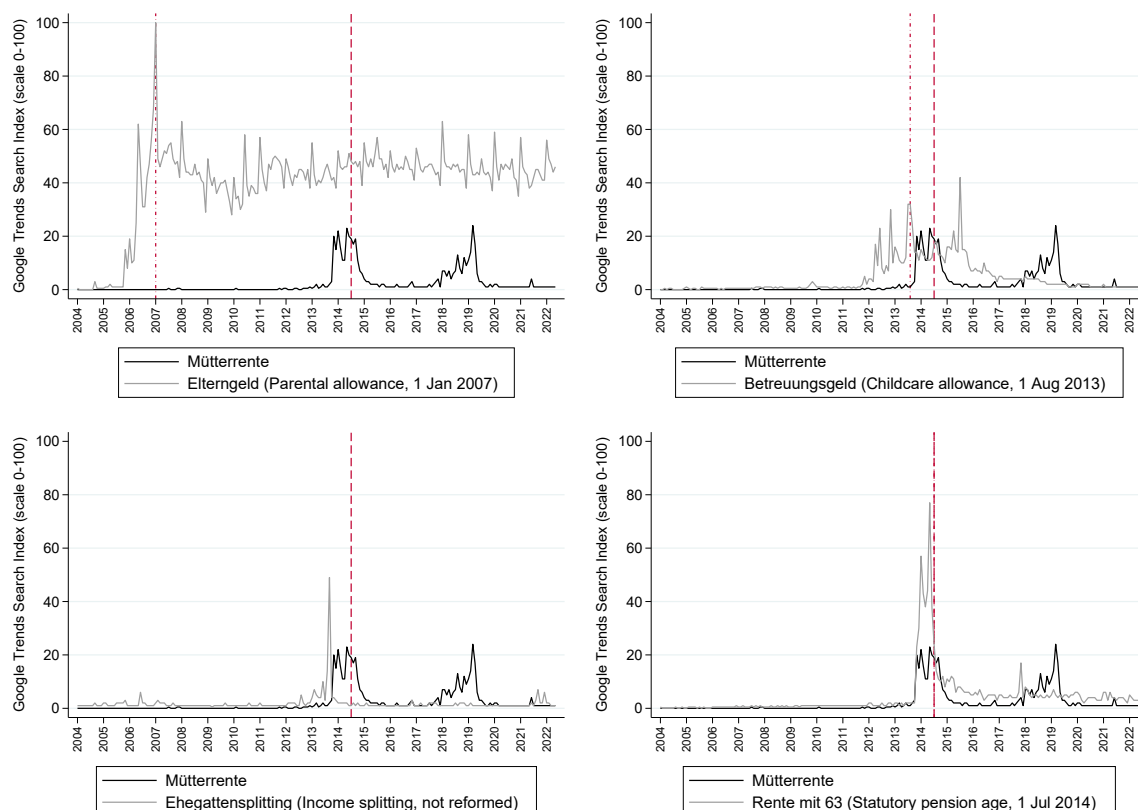 Google Trends Search Index (scale 0-100)
100
80
60
40
20
0
2004 2005 2006 2007 2008 2009 2010 2011 2012 2013 2014 2015 2016 2017 2018 2019 2020 2021 2022
Mütterrente
Elterngeld (Parental allowance, 1 Jan 2007)
Google Trends Search Index (scale 0-100)
100
80
60
40
20
0
2004 2005 2006 2007 2008 2009 2010 2011 2012 2013 2014 2015 2016 2017 2018 2019 2020 2021 2022
Mütterrente
Betreuungsgeld (Childcare allowance, 1 Aug 2013)
Google Trends Search Index (scale 0-100)
100
80
60
40
20
0
2004 2005 2006 2007 2008 2009 2010 2011 2012 2013 2014 2015 2016 2017 2018 2019 2020 2021 2022
Mütterrente
Ehegattensplitting (Income splitting, not reformed)
Google Trends Search Index (scale 0-100)
100
80
60
40
20
0
2004 2005 2006 2007 2008 2009 2010 2011 2012 2013 2014 2015 2016 2017 2018 2019 2020 2021 2022
Mütterrente
Rente mit 63 (Statutory pension age, 1 Jul 2014)